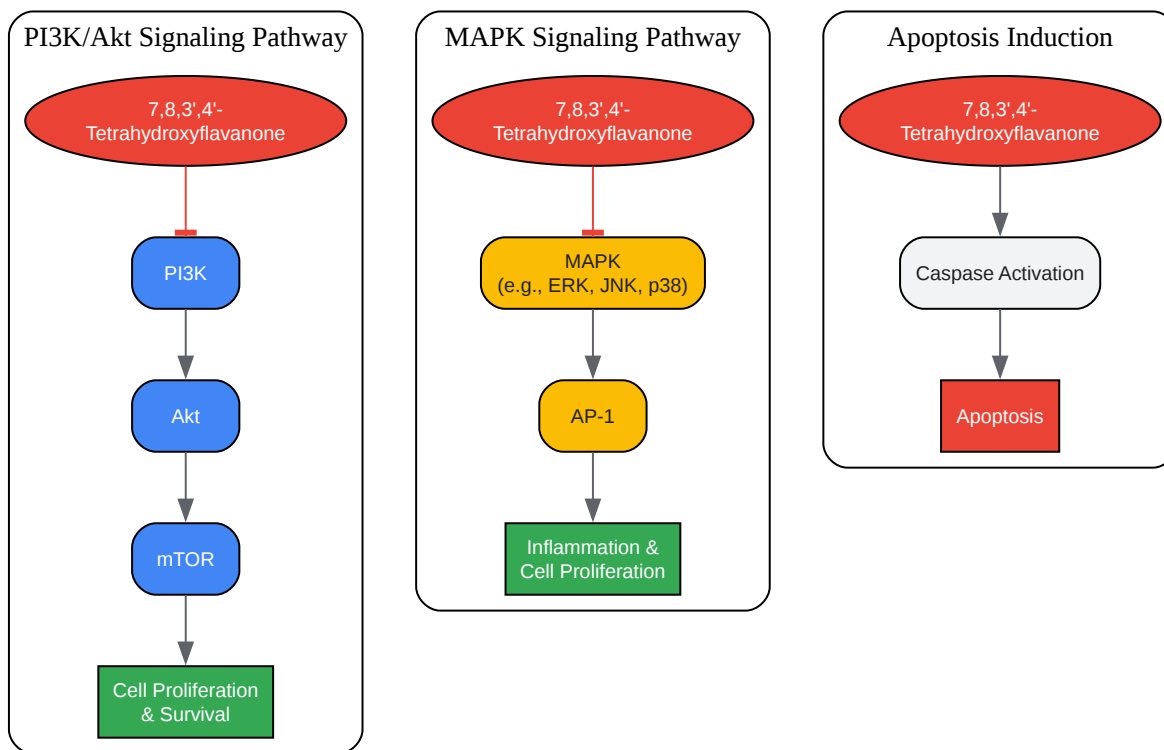 PI3K/Akt Signaling Pathway
7,8,3',4'-
Tetrahydroxyflavanone
PI3K
Akt
mTOR
Cell Proliferation
& Survival
MAPK Signaling Pathway
7,8,3',4'-
Tetrahydroxyflavanone
MAPK
(e.g., ERK, JNK, p38)
AP-1
Inflammation &
Cell Proliferation
Apoptosis Induction
7,8,3',4'-
Tetrahydroxyflavanone
Caspase Activation
Apoptosis